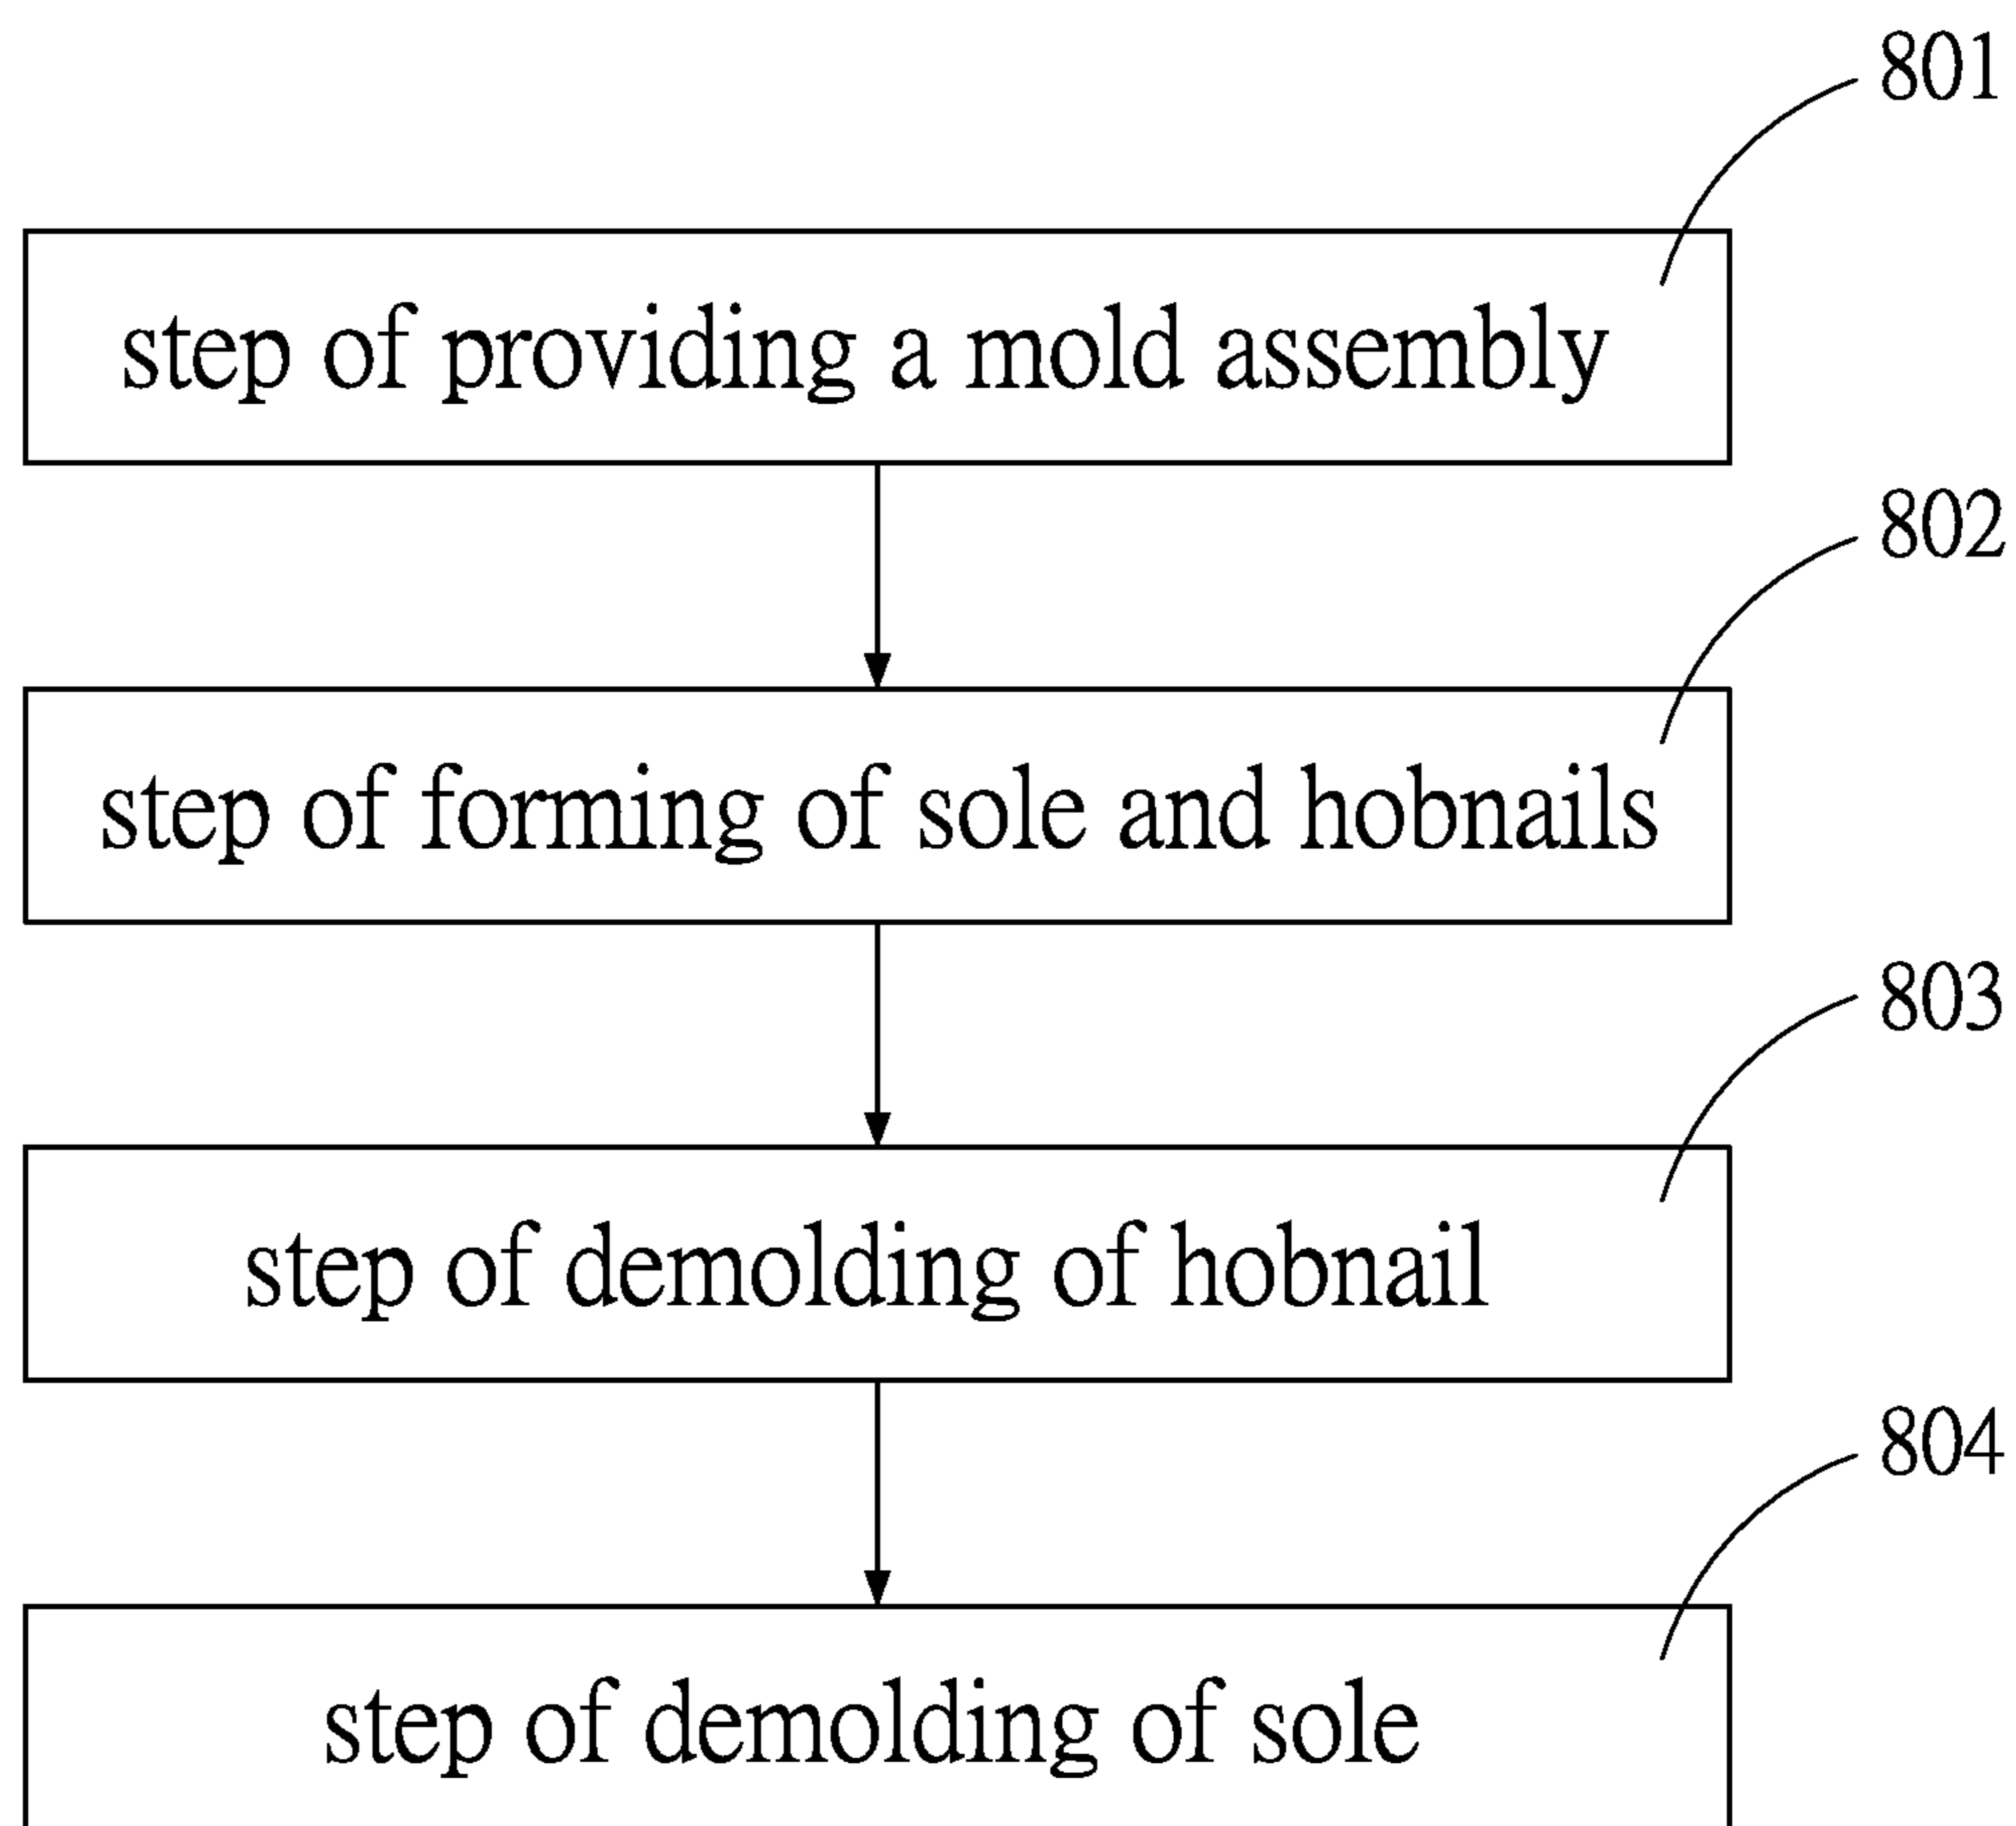 801
step of providing a mold assembly
802
step of forming of sole and hobnails
803
step of demolding of hobnail
804
step of demolding of sole